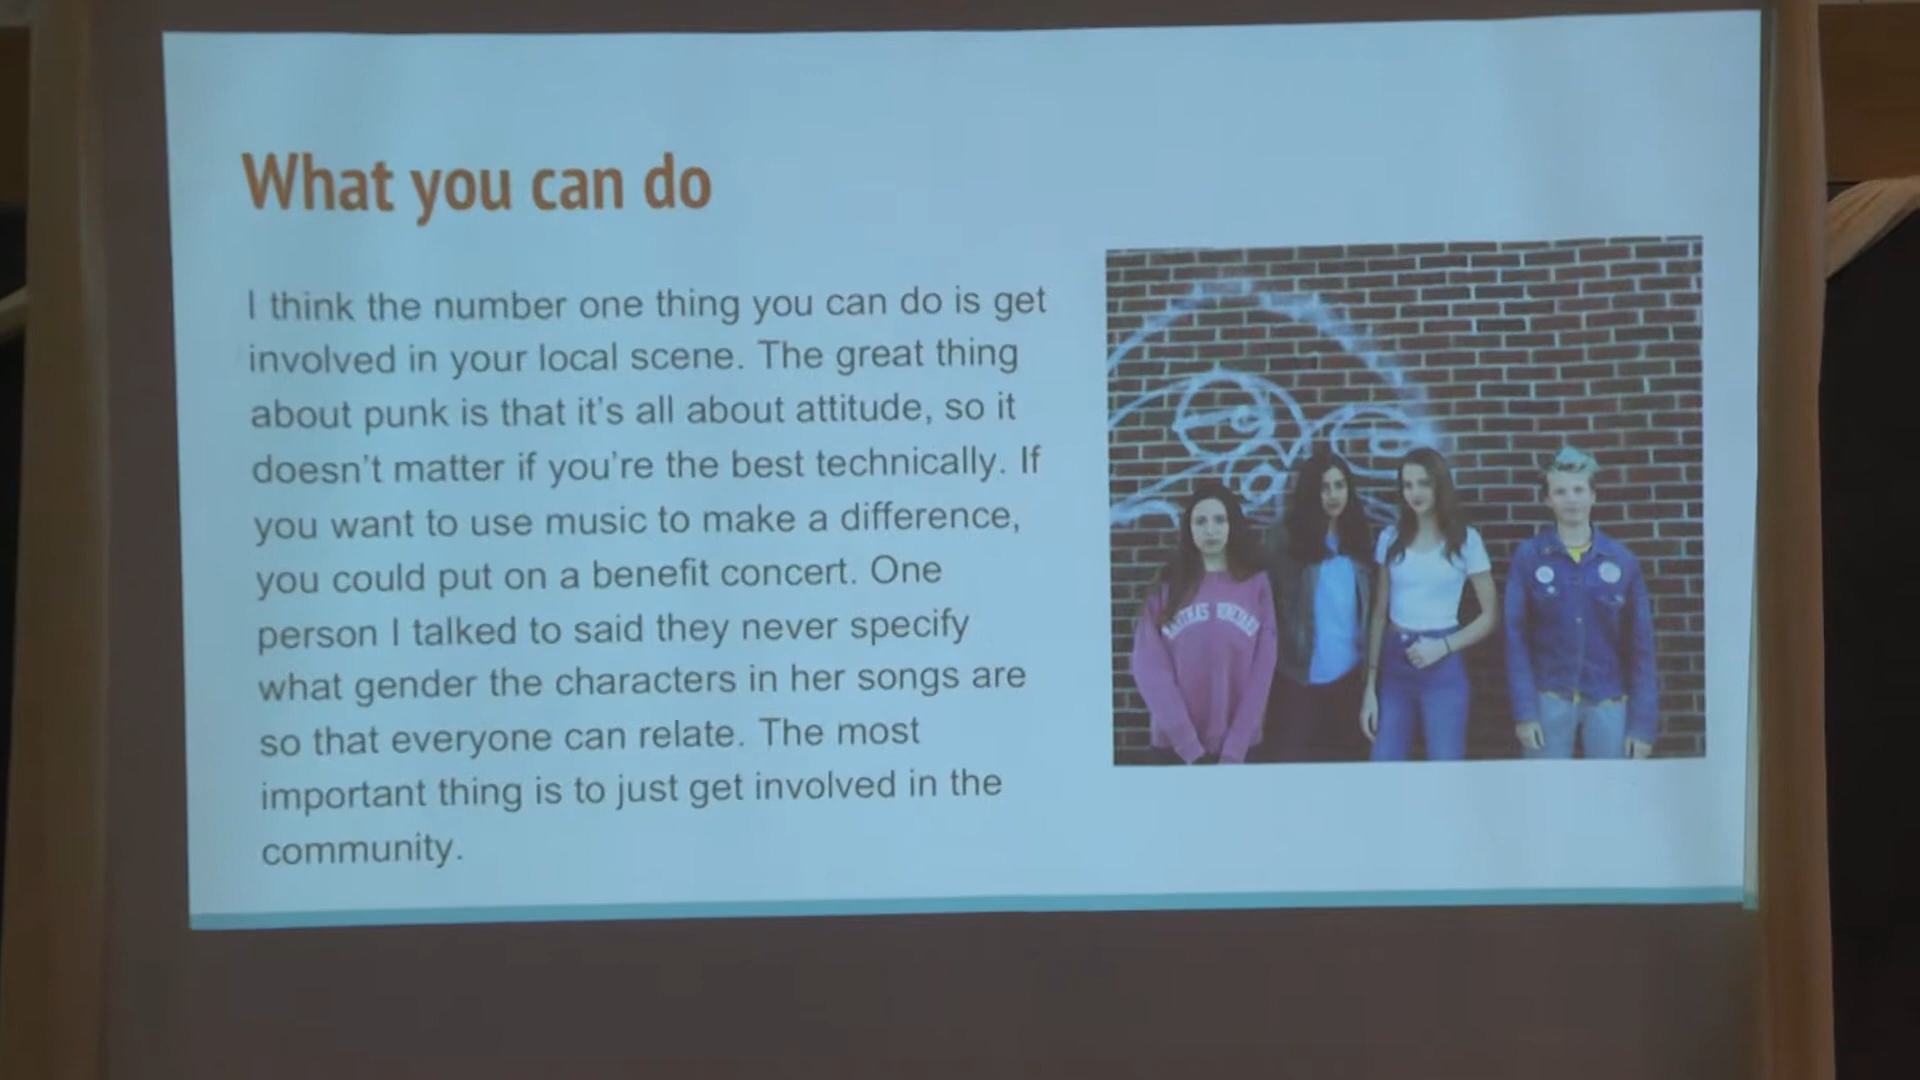 What you can do
I think the number one thing you can do is get
involved in your local scene. The great thing
about punk is that it's all about attitude, so it
doesn't matter if you're the best technically. If
you want to use music to make a difference,
you could put on a benefit concert. One
person I talked to said they never specify
what gender the characters in her songs are
so that everyone can relate. The most
important thing is to just get involved in the
community.